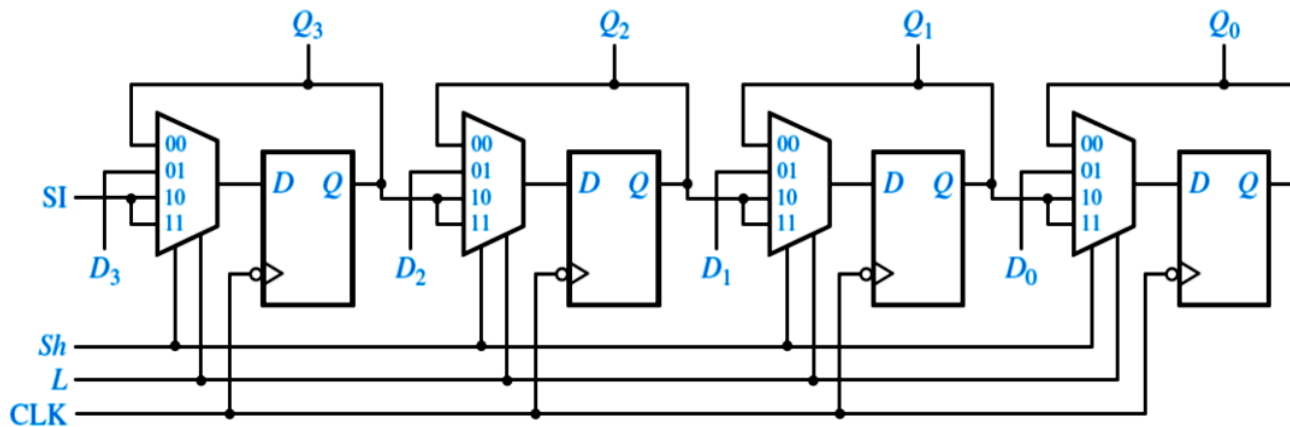 Q3 Q2 Q1 Q0
00 00 00 00
01 01 01 01
D Q D Q D Q D Q
SI 10 10 10 10
11 11 11 11
D3 D2 D1 D0
Sh
L
CLK